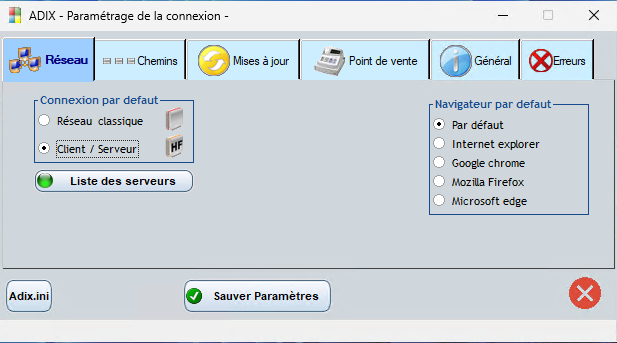 ADIX - Paramétrage de la connexion -
Réseau
Chemins
Mises à jour
Point de vente
Général
Erreurs
Connexion par defaut
Réseau classique
Client / Serveur
HF
Liste des serveurs
Navigateur par defaut
Par défaut
Internet explorer
Google chrome
Mozilla Firefox
Microsoft edge
Adix.ini
Sauver Paramètres